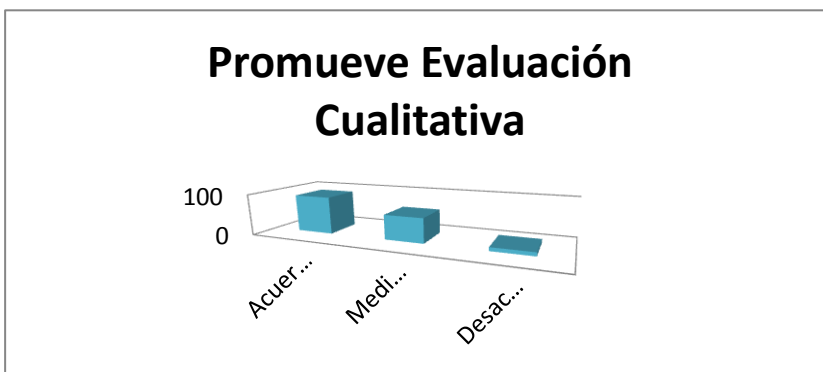 Promueve Evaluación
Cualitativa
100
0
Acuer...
Medi...
Desac...